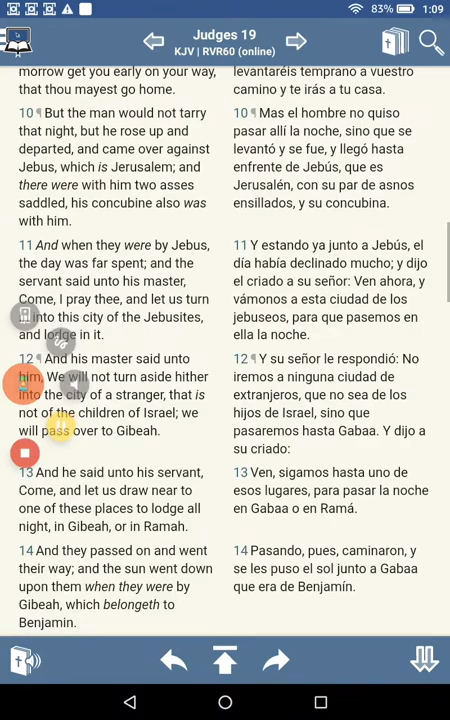 83% 1:09
Judges 19
KJV | RVR60 (online)
morrow get you early on your way,
that thou mayest go home.
10¶ But the man would not tarry
that night, but he rose up and
departed, and came over against
Jebus, which is Jerusalem; and
there were with him two asses
saddled, his concubine also was
with him.
11 And when they were by Jebus,
the day was far spent; and the
servant said unto his master,
Come, I pray thee, and let us turn
in into this city of the Jebusites,
and lodge in it.
12¶ And his master said unto
him, We will not turn aside hither
into the city of a stranger, that is
not of the children of Israel; we
will pass over to Gibeah.
13 And he said unto his servant,
Come, and let us draw near to
one of these places to lodge all
night, in Gibeah, or in Ramah.
14 And they passed on and went
their way; and the sun went down
upon them when they were by
Gibeah, which belongeth to
Benjamin.
levantaréis temprano a vuestro
camino y te irás a tu casa.
10 Mas el hombre no quiso
pasar allí la noche, sino que se
levantó y se fue, y llegó hasta
enfrente de Jebús, que es
Jerusalén, con su par de asnos
ensillados, y su concubina.
11 Y estando ya junto a Jebús, el
día había declinado mucho; y dijo
el criado a su señor: Ven ahora, y
vámonos a esta ciudad de los
jebuseos, para que pasemos en
ella la noche.
12¶ Y su señor le respondió: No
iremos a ninguna ciudad de
extranjeros, que no sea de los
hijos de Israel, sino que
pasaremos hasta Gabaa. Y dijo a
su criado:
13 Ven, sigamos hasta uno de
esos lugares, para pasar la noche
en Gabaa o en Ramá.
14 Pasando, pues, caminaron, y
se les puso el sol junto a Gabaa
que era de Benjamín.